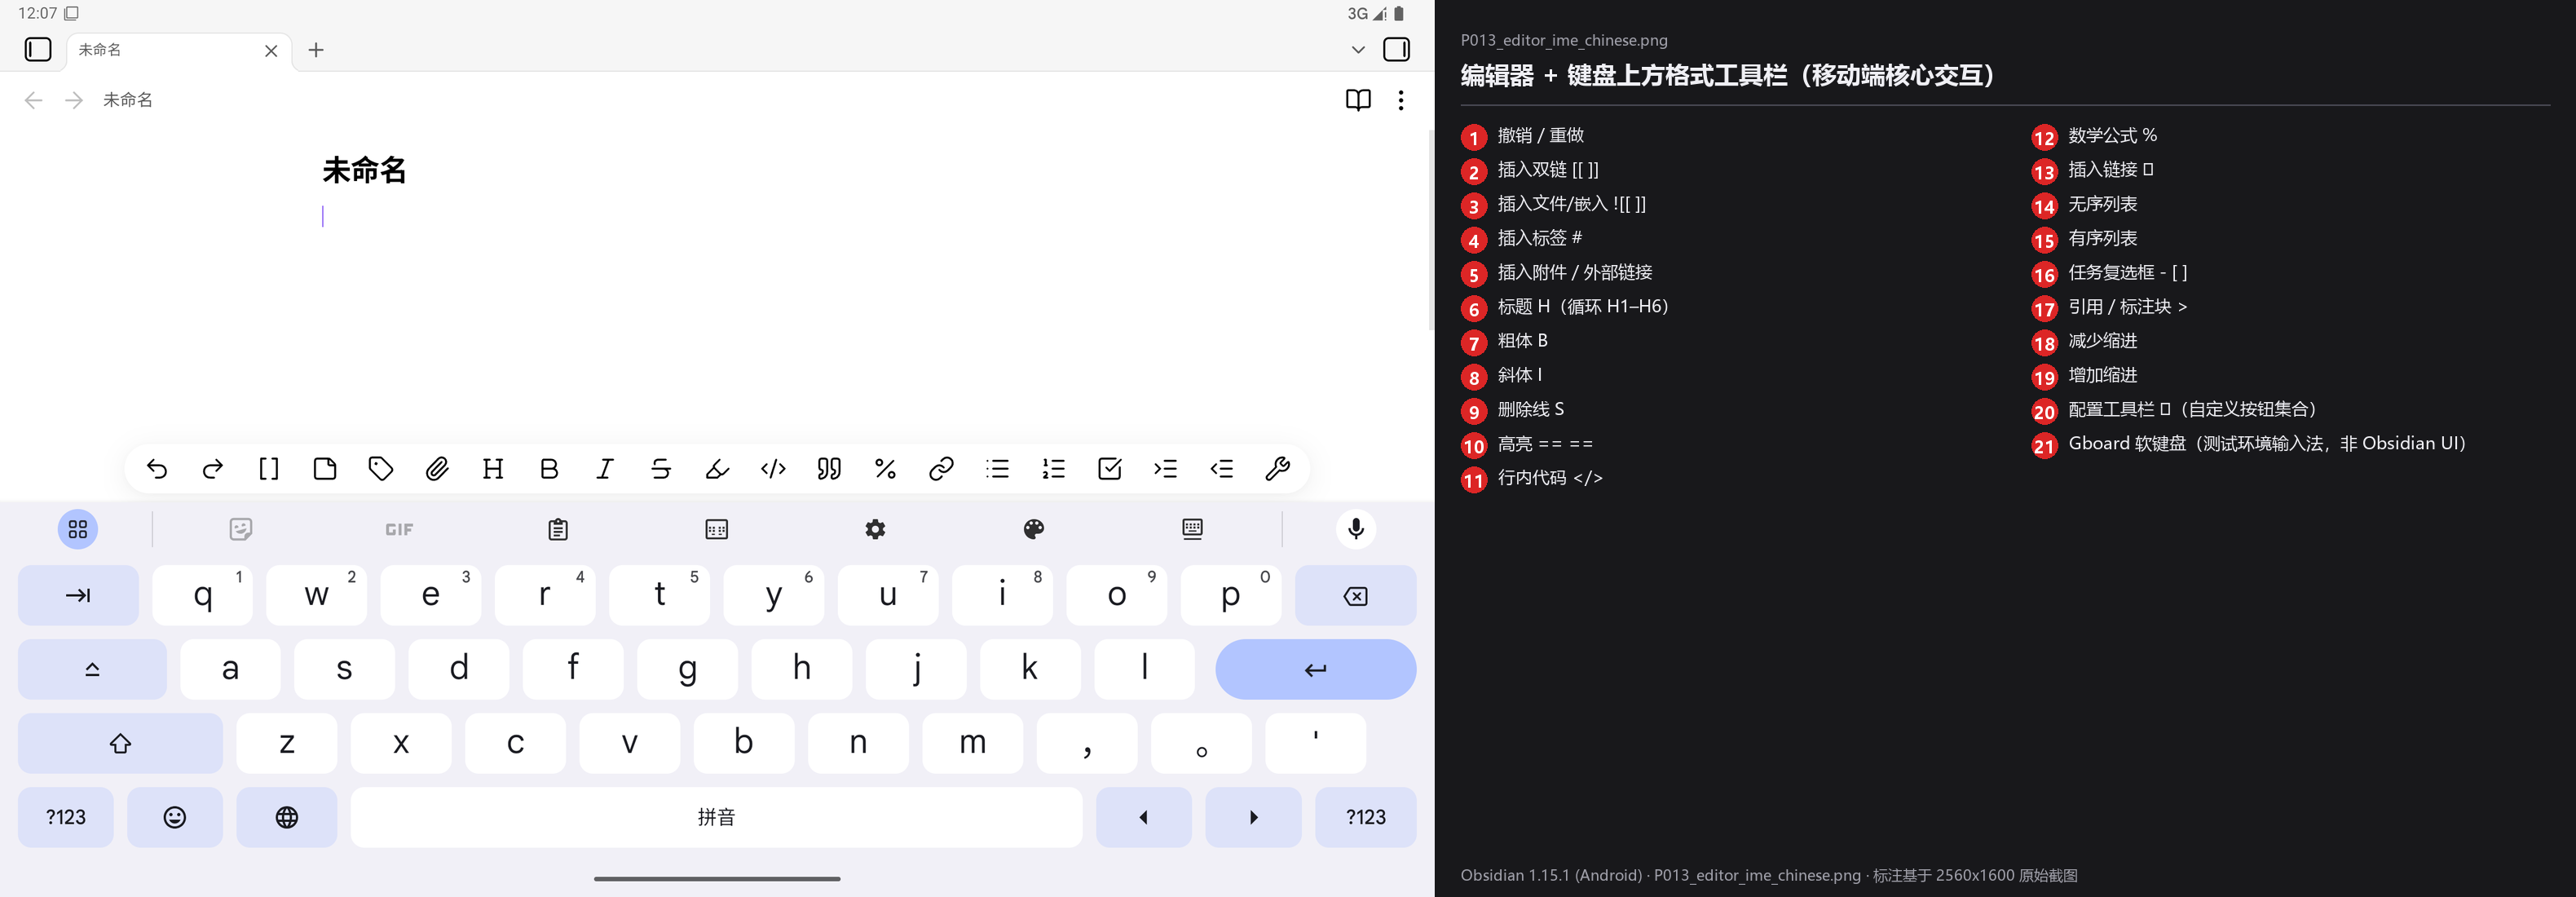 12:07
3G
未命名
未命名
未命名
GIF
q 1 w 2 e 3 r 4 t 5 y 6 u 7 i 8 o 9 p 0
a s d f g h j k l
z x c v b n m , 。 '
?123 拼音 ?123
P013_editor_ime_chinese.png
编辑器 + 键盘上方格式工具栏（移动端核心交互）
1 撤销 / 重做
2 插入双链 [[ ]]
3 插入文件/嵌入 ![[ ]]
4 插入标签 #
5 插入附件 / 外部链接
6 标题 H（循环 H1–H6）
7 粗体 B
8 斜体 I
9 删除线 S
10 高亮 == ==
11 行内代码 </>
12 数学公式 %
13 插入链接 
14 无序列表
15 有序列表
16 任务复选框 - [ ]
17 引用 / 标注块 >
18 减少缩进
19 增加缩进
20 配置工具栏 （自定义按钮集合）
21 Gboard 软键盘（测试环境输入法，非 Obsidian UI）
Obsidian 1.15.1 (Android) · P013_editor_ime_chinese.png · 标注基于 2560x1600 原始截图